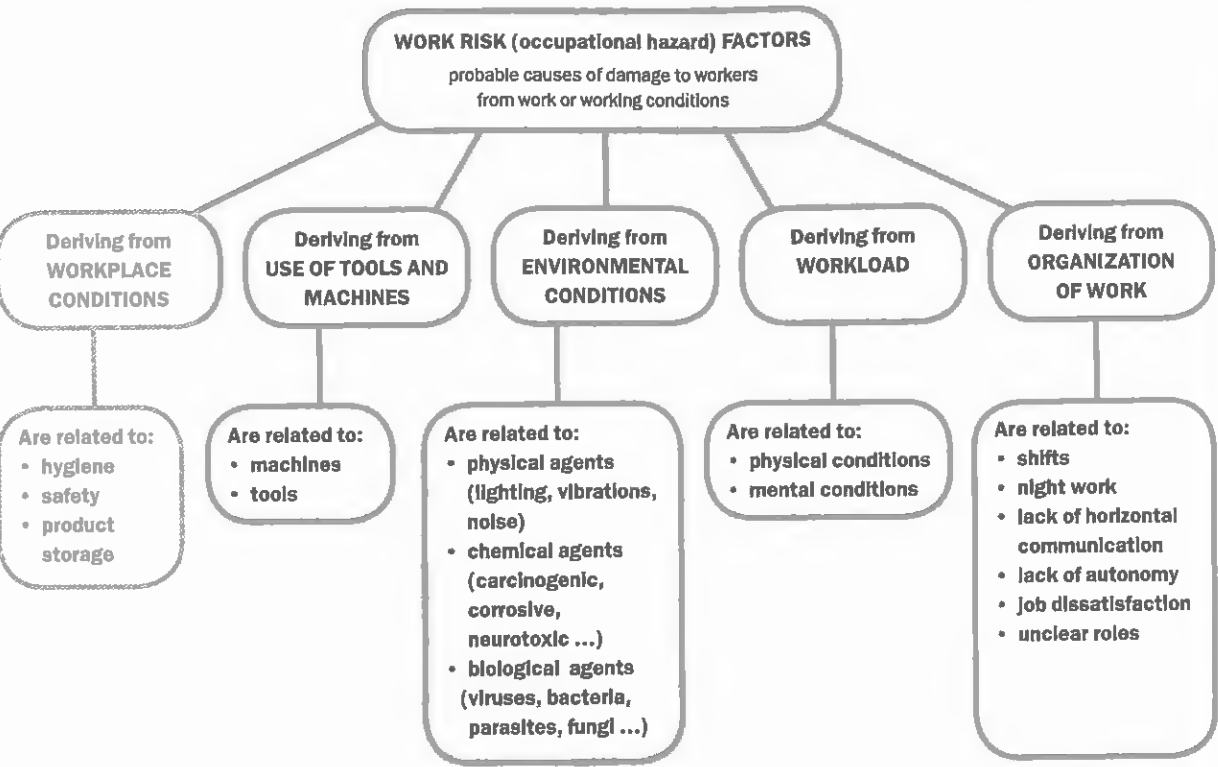 WORK RISK (occupational hazard) FACTORS
probable causes of damage to workers
from work or working conditions
Deriving from
WORKPLACE
CONDITIONS
Deriving from
USE OF TOOLS AND
MACHINES
Deriving from
ENVIRONMENTAL
CONDITIONS
Deriving from
WORKLOAD
Deriving from
ORGANIZATION
OF WORK
Are related to:
• hygiene
• safety
• product
storage
Are related to:
• machines
• tools
Are related to:
• physical agents
(lighting, vibrations,
noise)
• chemical agents
(carcinogenic,
corrosive,
neurotoxic ...)
• biological agents
(viruses, bacteria,
parasites, fungi ...)
Are related to:
• physical conditions
• mental conditions
Are related to:
• shifts
• night work
• lack of horizontal
communication
• lack of autonomy
• job dissatisfaction
• unclear roles